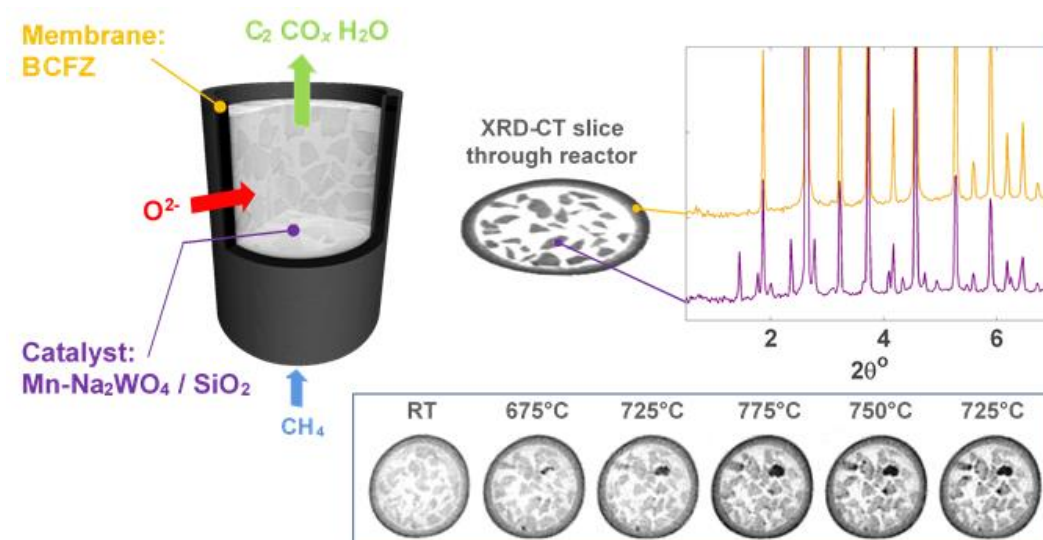 Membrane:
BCFZ
C₂ COₓ H₂O
O²⁻
Catalyst:
Mn-Na₂WO₄ / SiO₂
CH₄
XRD-CT slice
through reactor
2 4 6
2θ°
RT 675°C 725°C 775°C 750°C 725°C